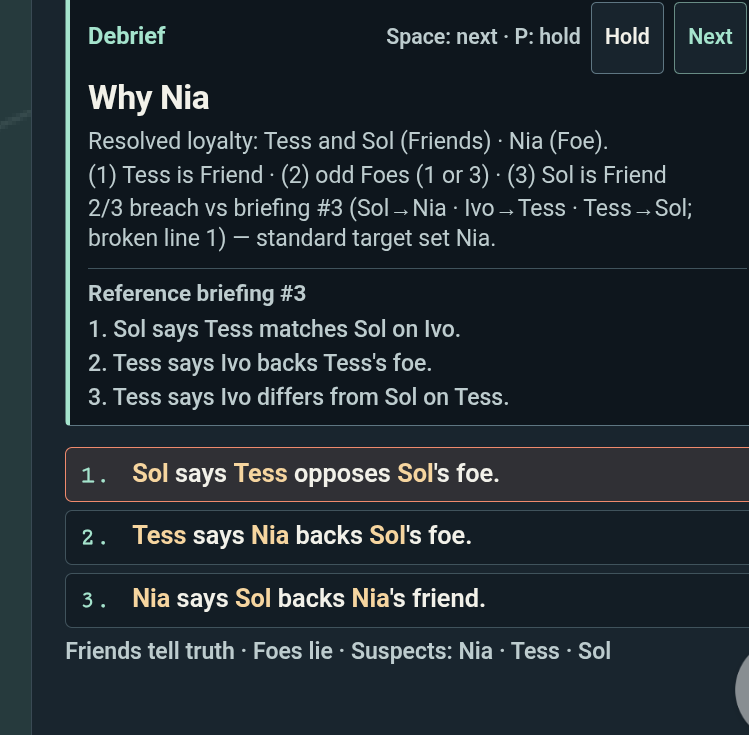 Debrief
Space: next · P: hold
Hold
Next
Why Nia
Resolved loyalty: Tess and Sol (Friends) · Nia (Foe).
(1) Tess is Friend · (2) odd Foes (1 or 3) · (3) Sol is Friend
2/3 breach vs briefing #3 (Sol→Nia · Ivo→Tess · Tess→Sol;
broken line 1) — standard target set Nia.
Reference briefing #3
1. Sol says Tess matches Sol on Ivo.
2. Tess says Ivo backs Tess's foe.
3. Tess says Ivo differs from Sol on Tess.
1. Sol says Tess opposes Sol's foe.
2. Tess says Nia backs Sol's foe.
3. Nia says Sol backs Nia's friend.
Friends tell truth · Foes lie · Suspects: Nia · Tess · Sol